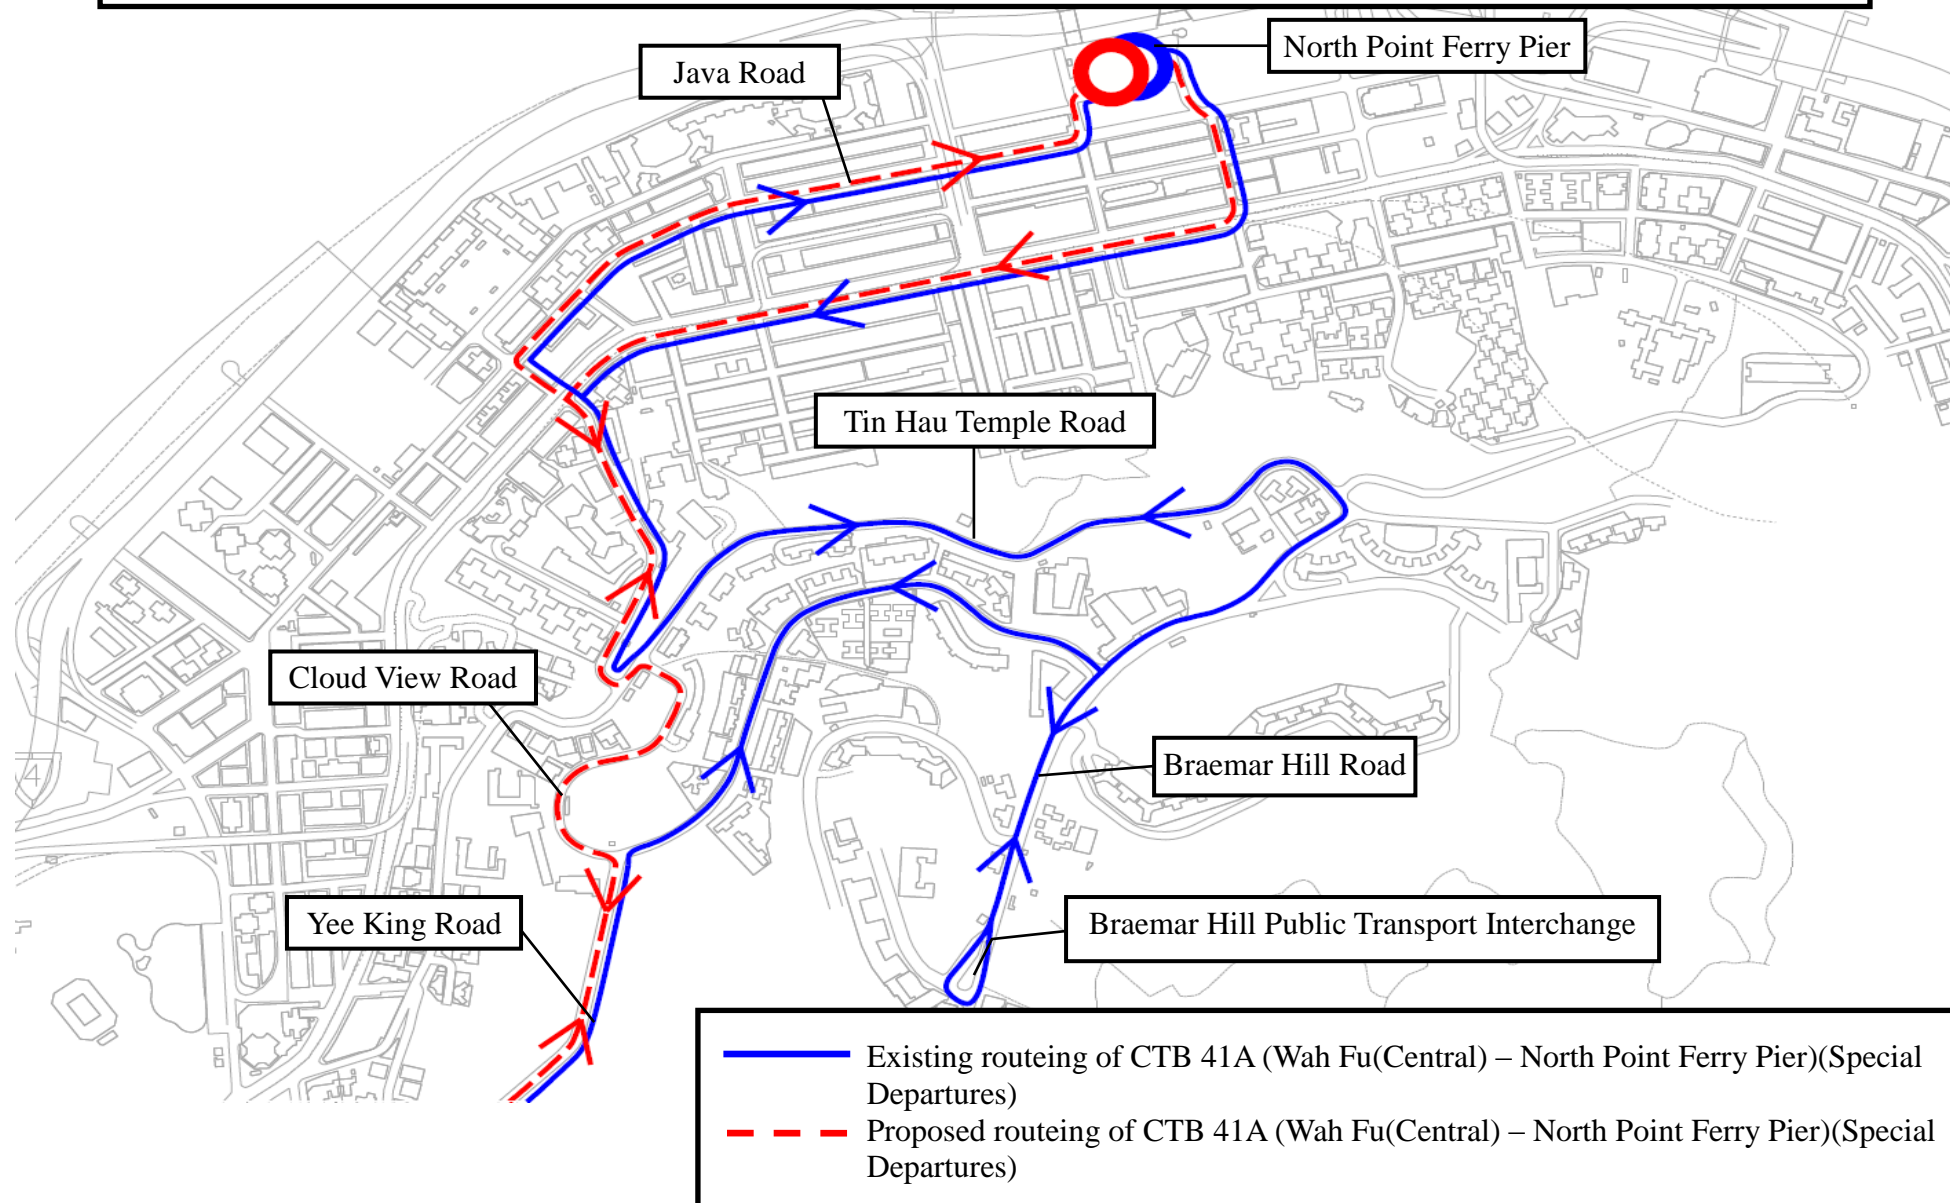 North Point Ferry Pier
Java Road
Tin Hau Temple Road
Cloud View Road
Braemar Hill Road
Yee King Road
Braemar Hill Public Transport Interchange
4
Existing routeing of CTB 41A (Wah Fu(Central) – North Point Ferry Pier)(Special
Departures)
Proposed routeing of CTB 41A (Wah Fu(Central) – North Point Ferry Pier)(Special
Departures)